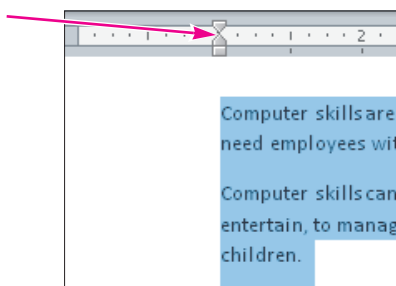 2
Computer skills are
need employees wit
Computer skills can
entertain, to manag
children.